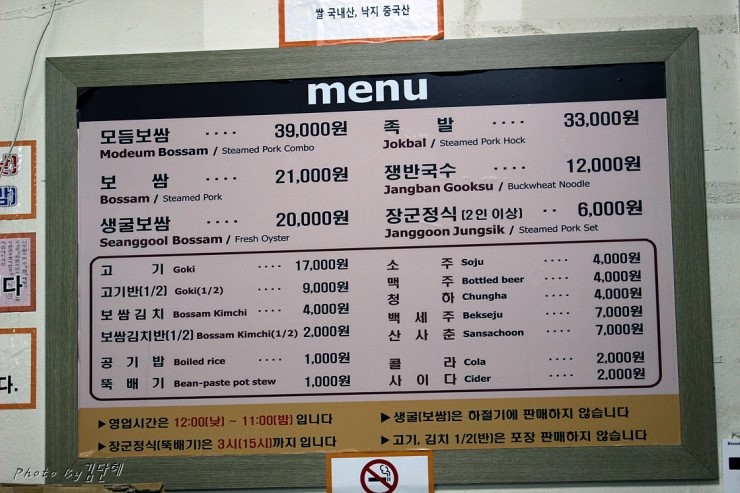 쌀 국내산, 낙지 중국산
menu
모듬보쌈 ···· 39,000원
Modeum Bossam / Steamed Pork Combo
보 쌈 ···· 21,000원
Bossam / Steamed Pork
생굴보쌈 ···· 20,000원
Seanggool Bossam / Fresh Oyster
족 발 ···· 33,000원
Jokbal / Steamed Pork Hock
쟁반국수 ···· 12,000원
Jangban Gooksu / Buckwheat Noodle
장군정식 (2인 이상) ·· 6,000원
Janggoon Jungsik / Steamed Pork Set
고 기 Goki ···· 17,000원
고기반(1/2) Goki(1/2) ···· 9,000원
보쌈김치 Bossam Kimchi ···· 4,000원
보쌈김치반(1/2) Bossam Kimchi(1/2) 2,000원
공 기 밥 Boiled rice ···· 1,000원
뚝 배 기 Bean-paste pot stew 1,000원
소 주 Soju ···· 4,000원
맥 주 Bottled beer ···· 4,000원
청 하 Chungha ···· 4,000원
백 세 주 Bekseju ···· 7,000원
산 사 춘 Sansachoon ···· 7,000원
콜 라 Cola ···· 2,000원
사 이 다 Cider ···· 2,000원
▶영업시간은 12:00(낮) ~ 11:00(밤) 입니다
▶장군정식(뚝배기)은 3시(15시)까지 입니다
▶생굴(보쌈)은 하절기에 판매하지 않습니다
▶고기, 김치 1/2(반)은 포장 판매하지 않습니다
다
다.
Photo by김단테